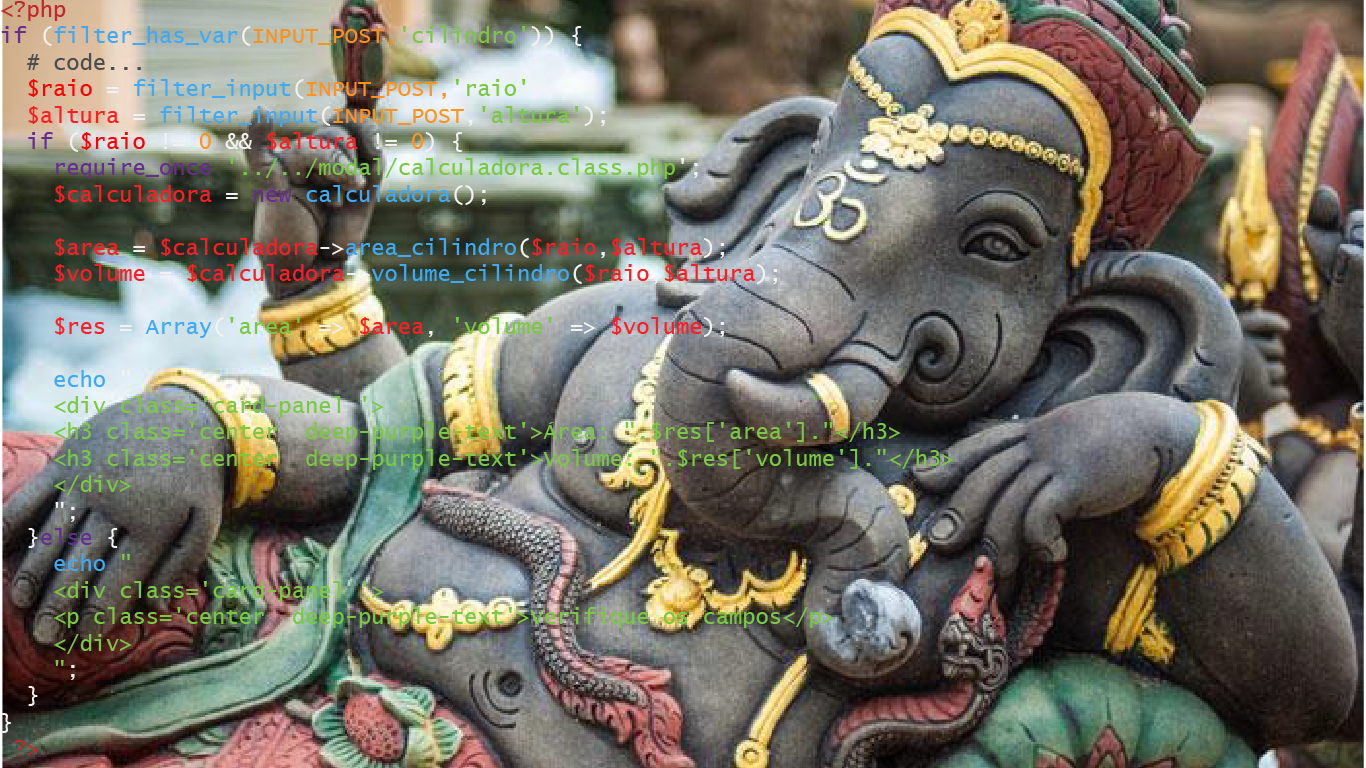 <?php
if (filter_has_var(INPUT_POST,'cilindro')) {
# code...
$raio = filter_input(INPUT_POST,'raio'
$altura = filter_input(INPUT_POST,'altura');
if ($raio != 0 && $altura != 0) {
require_once '../../modal/calculadora.class.php';
$calculadora = new calculadora();
$area = $calculadora->area_cilindro($raio,$altura);
$volume = $calculadora->volume_cilindro($raio $altura);
$res = Array('area' => $area, 'volume' => $volume);
echo "
<div class='card-panel '>
<h3 class='center  deep-purple-text'>Area: ".$res['area']."</h3>
<h3 class='center  deep-purple-text'>Volume: ".$res['volume']."</h3>
</div>
";
}else {
echo "
<div class='card-panel '>
<p class='center  deep-purple-text'>verifique os campos</p>
</div>
";
}
}
?>
ॐ